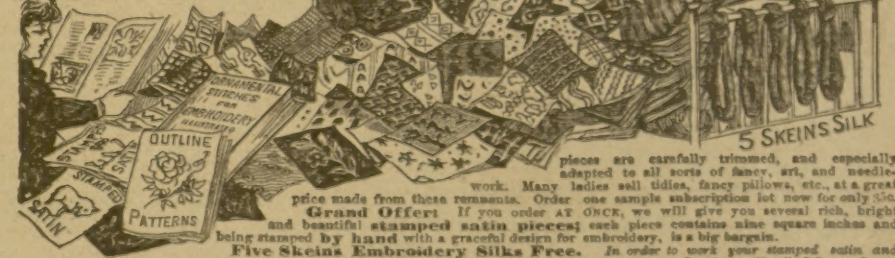 ORNAMENTAL
STITCHES
FOR
EMBROIDERY
ILLUSTRATED
OUTLINE
PATTERNS
STAMPED
SATIN
STAMPED
SATIN
5 SKEINS SILK
pieces are carefully trimmed, and especially
adapted to all sorts of fancy, art, and needle-
work. Many ladies sell tidies, fancy pillows, etc., at a great
price made from these remnants. Order one sample subscription lot now for only 35c.
Grand Offer! If you order AT ONCE, we will give you several rich, bright
and beautiful stamped satin pieces; each piece contains nine square inches and
being stamped by hand with a graceful design for embroidery, is a big bargain.
Five Skeins Embroidery Silks Free. In order to work your stamped satin and